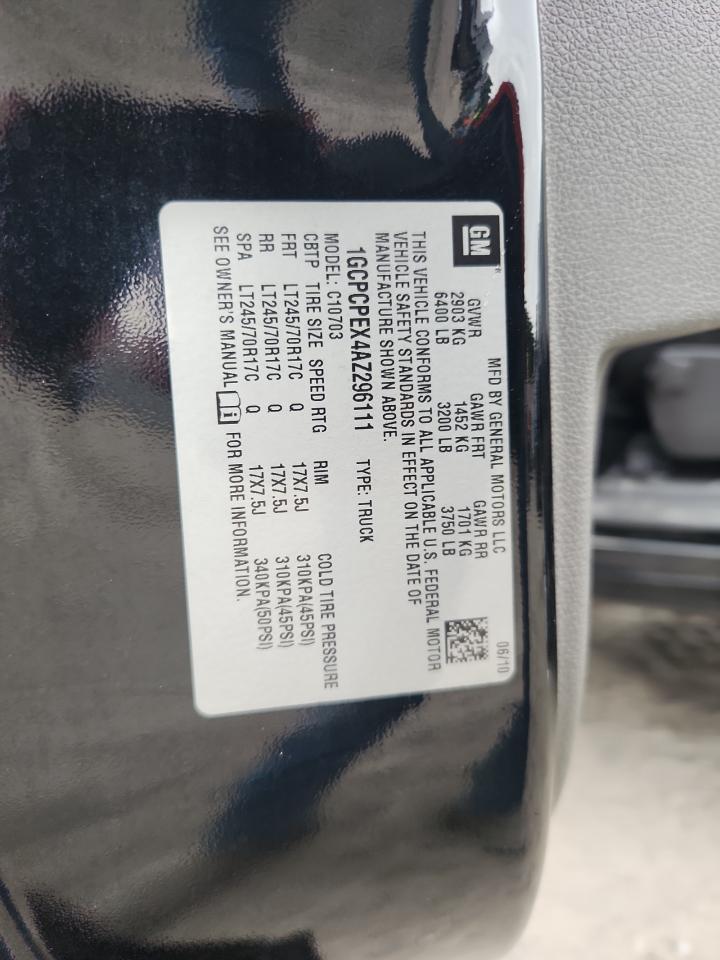 GM
MFD BY GENERAL MOTORS LLC 06/10
GVWR GAWR FRT GAWR RR
2903 KG 1452 KG 1701 KG
6400 LB 3200 LB 3750 LB
THIS VEHICLE CONFORMS TO ALL APPLICABLE U.S. FEDERAL MOTOR
VEHICLE SAFETY STANDARDS IN EFFECT ON THE DATE OF
MANUFACTURE SHOWN ABOVE.
1GCPCPEX4AZ296111 TYPE: TRUCK
MODEL: C10703
CBTP TIRE SIZE SPEED RTG RIM COLD TIRE PRESSURE
FRT LT245/70R17C Q 17X7.5J 310KPA(45PSI)
RR LT245/70R17C Q 17X7.5J 310KPA(45PSI)
SPA LT245/70R17C Q 17X7.5J 340KPA(50PSI)
SEE OWNER'S MANUAL i FOR MORE INFORMATION.